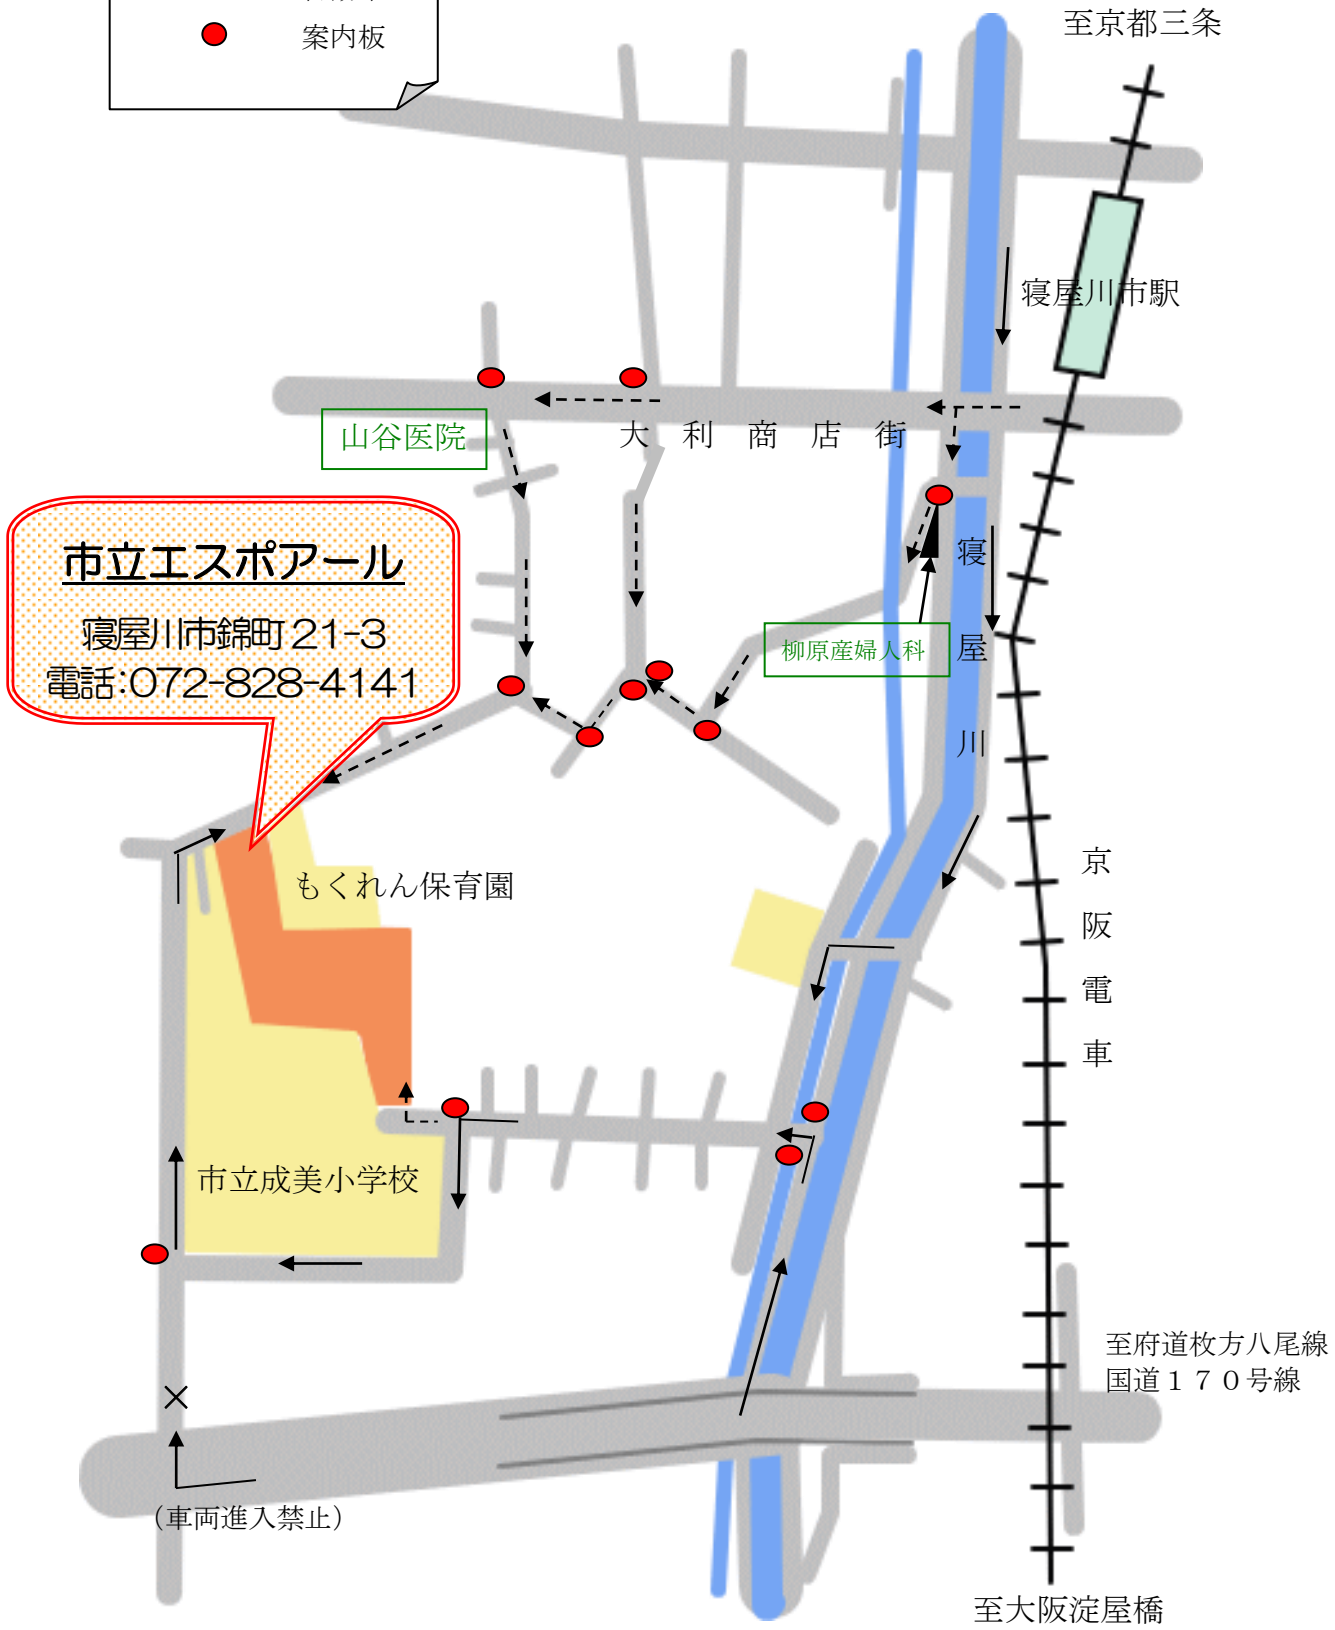 案内板
至京都三条
寝屋川市駅
山谷医院
大利商店街
市立エスポアール
寝屋川市錦町21-3
電話:072-828-4141
柳原産婦人科
寝屋川
京阪電車
もくれん保育園
市立成美小学校
至府道枚方八尾線
国道１７０号線
（車両進入禁止）
至大阪淀屋橋